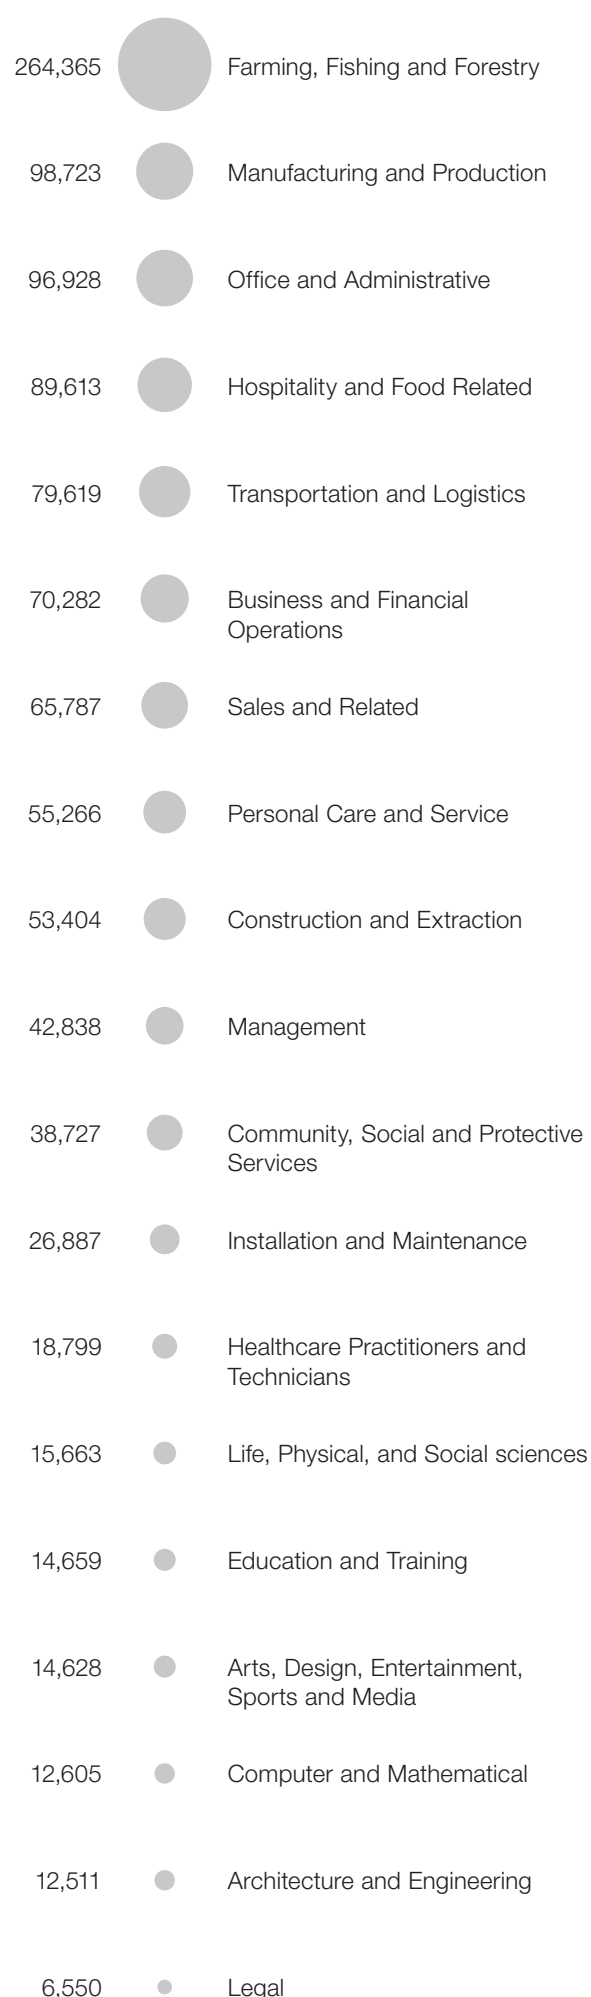 264,365 Farming, Fishing and Forestry
98,723 Manufacturing and Production
96,928 Office and Administrative
89,613 Hospitality and Food Related
79,619 Transportation and Logistics
70,282 Business and Financial
Operations
65,787 Sales and Related
55,266 Personal Care and Service
53,404 Construction and Extraction
42,838 Management
38,727 Community, Social and Protective
Services
26,887 Installation and Maintenance
18,799 Healthcare Practitioners and
Technicians
15,663 Life, Physical, and Social sciences
14,659 Education and Training
14,628 Arts, Design, Entertainment,
Sports and Media
12,605 Computer and Mathematical
12,511 Architecture and Engineering
6,550 Legal